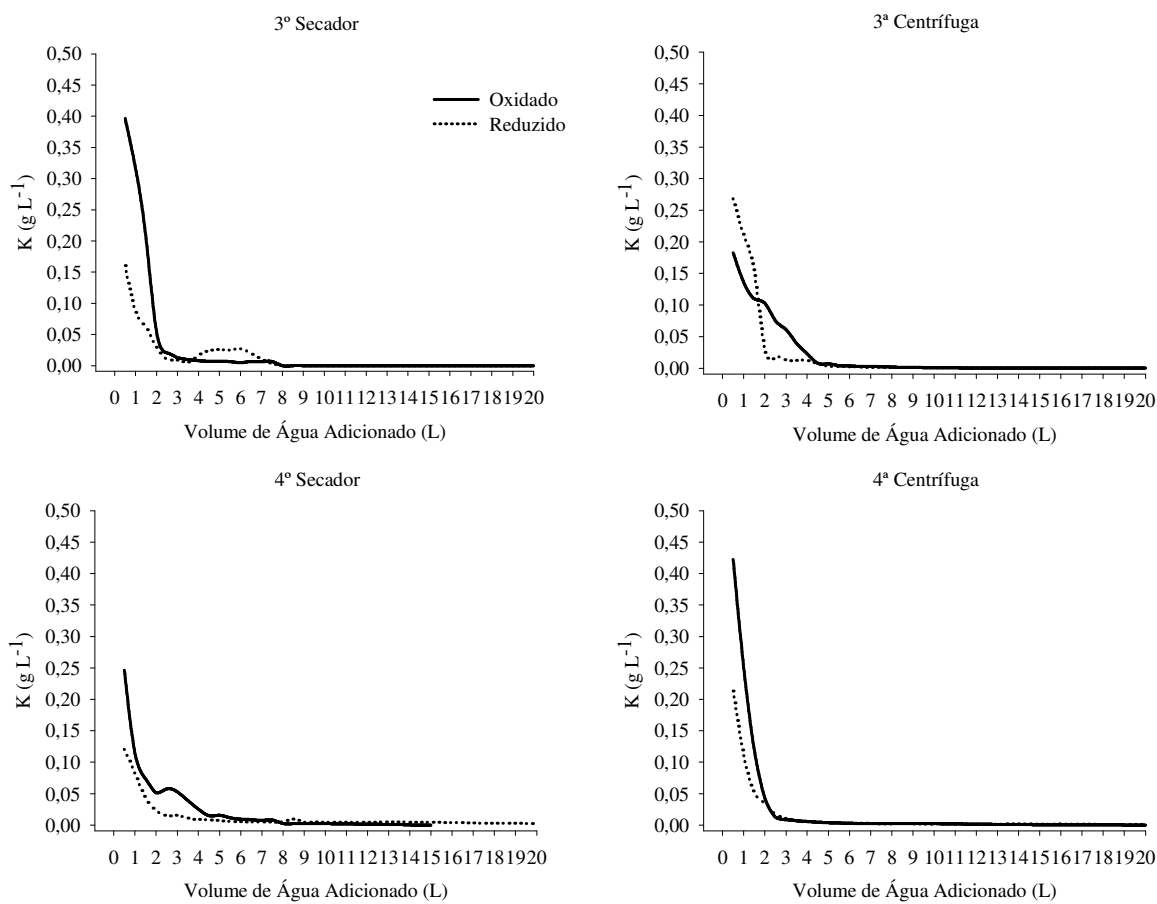 3º Secador
0,50
0,45
0,40
0,35
0,30
0,25
0,20
0,15
0,10
0,05
0,00
K (g L-1)
Oxidado
Reduzido
0 1 2 3 4 5 6 7 8 9 10 11 12 13 14 15 16 17 18 19 20
Volume de Água Adicionado (L)
3ª Centrífuga
0,50
0,45
0,40
0,35
0,30
0,25
0,20
0,15
0,10
0,05
0,00
K (g L-1)
0 1 2 3 4 5 6 7 8 9 10 11 12 13 14 15 16 17 18 19 20
Volume de Água Adicionado (L)
4º Secador
0,50
0,45
0,40
0,35
0,30
0,25
0,20
0,15
0,10
0,05
0,00
K (g L-1)
0 1 2 3 4 5 6 7 8 9 10 11 12 13 14 15 16 17 18 19 20
Volume de Água Adicionado (L)
4ª Centrífuga
0,50
0,45
0,40
0,35
0,30
0,25
0,20
0,15
0,10
0,05
0,00
K (g L-1)
0 1 2 3 4 5 6 7 8 9 10 11 12 13 14 15 16 17 18 19 20
Volume de Água Adicionado (L)